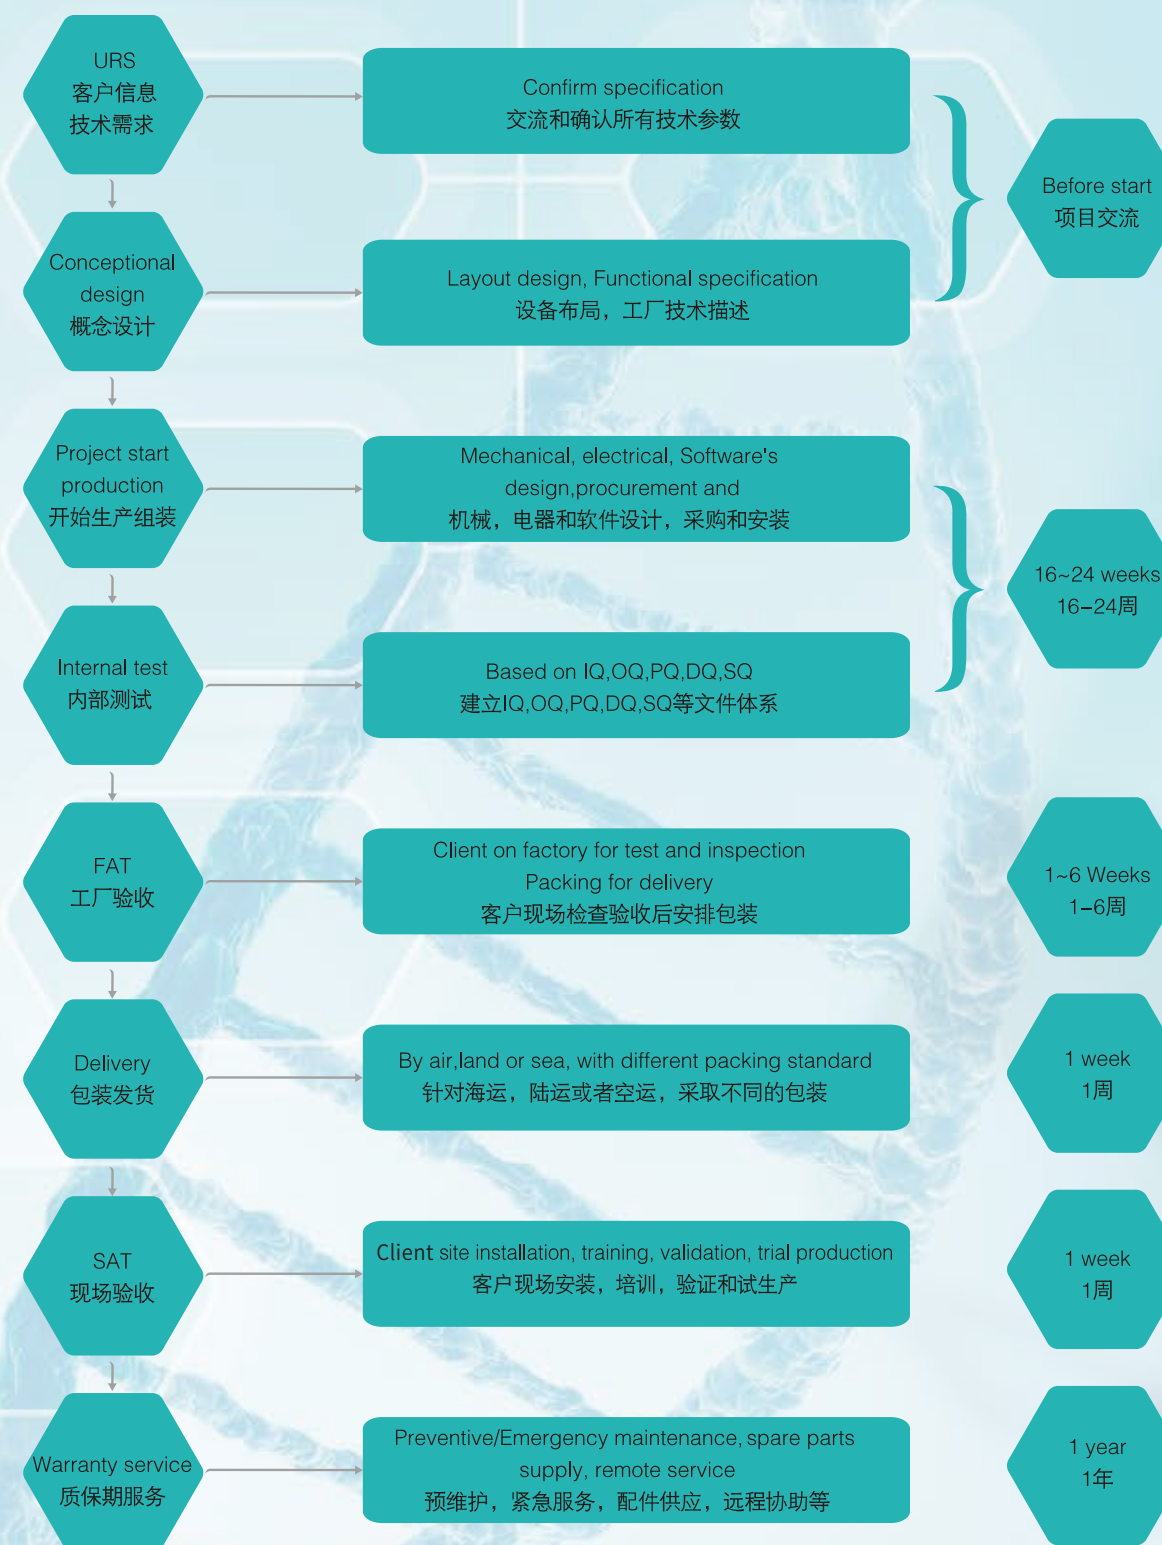 URS
客户信息
技术需求
Confirm specification
交流和确认所有技术参数
Before start
项目交流
Conceptional
design
概念设计
Layout design, Functional specification
设备布局，工厂技术描述
Project start
production
开始生产组装
Mechanical, electrical, Software's
design,procurement and
机械，电器和软件设计，采购和安装
16~24 weeks
16-24周
Internal test
内部测试
Based on IQ,OQ,PQ,DQ,SQ
建立IQ,OQ,PQ,DQ,SQ等文件体系
FAT
工厂验收
Client on factory for test and inspection
Packing for delivery
客户现场检查验收后安排包装
1~6 Weeks
1-6周
Delivery
包装发货
By air,land or sea, with different packing standard
针对海运，陆运或者空运，采取不同的包装
1 week
1周
SAT
现场验收
Client site installation, training, validation, trial production
客户现场安装，培训，验证和试生产
1 week
1周
Warranty service
质保期服务
Preventive/Emergency maintenance, spare parts
supply, remote service
预维护，紧急服务，配件供应，远程协助等
1 year
1年